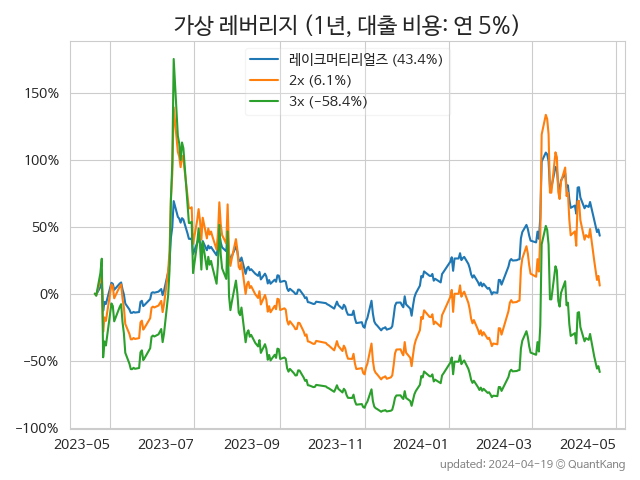 가상 레버리지 (1년, 대출 비용: 연 5%)
레이크머티리얼즈 (43.4%)
2x (6.1%)
3x (−58.4%)
150%
100%
50%
0%
−50%
−100%
2023-05 2023-07 2023-09 2023-11 2024-01 2024-03 2024-05
updated: 2024-04-19 © QuantKang